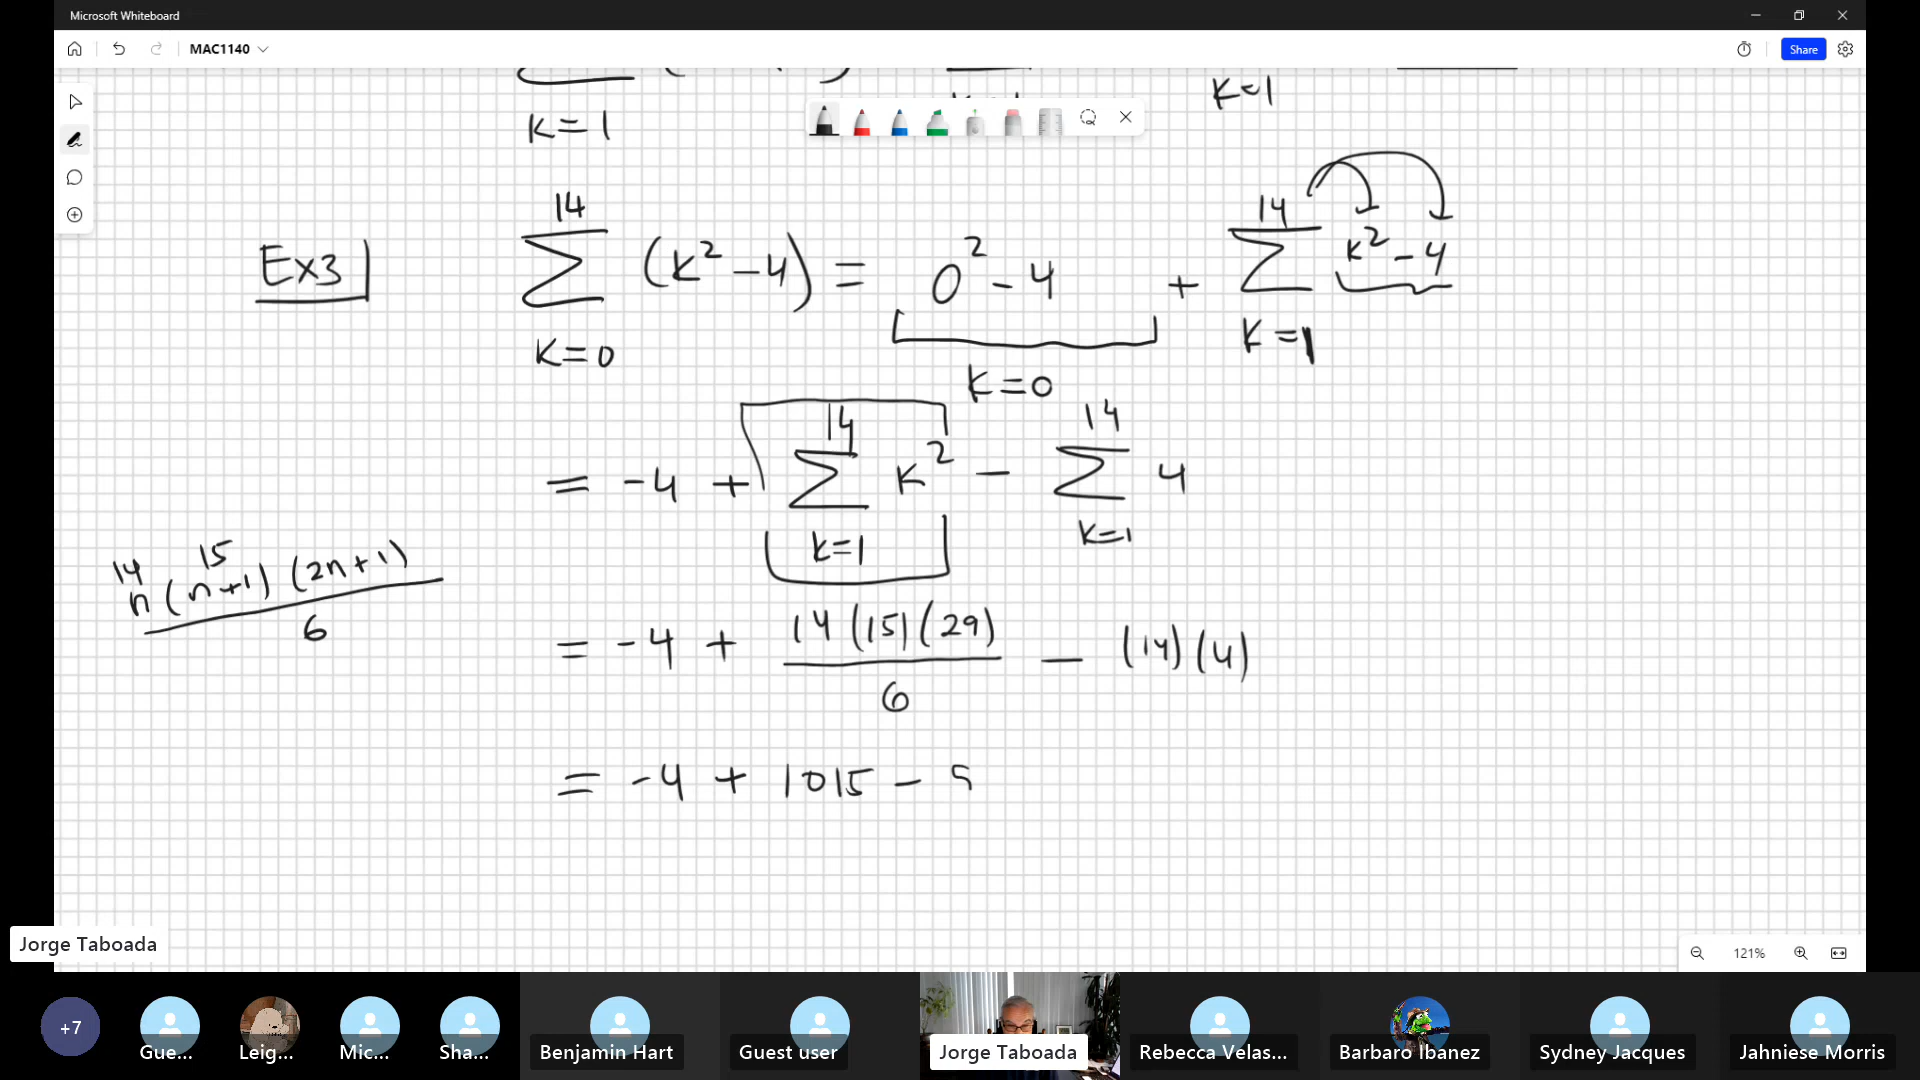 Microsoft Whiteboard
MAC1140
Share
K=1
K=1
Ex3
14
∑ (K² - 4) = 0² - 4 + ∑ K² - 4
K=0
K=0
14
K=1
= -4 + ∑ K² - ∑ 4
14
14
K=1
K=1
14 15
n(n+1)(2n+1)
6
= -4 + 14(15)(29) - (14)(4)
6
= -4 + 1015 - 5
Jorge Taboada
121%
+7
Gue...
Leig...
Mic...
Sha...
Benjamin Hart
Guest user
Jorge Taboada
Rebecca Velas...
Barbaro Ibanez
Sydney Jacques
Jahniese Morris